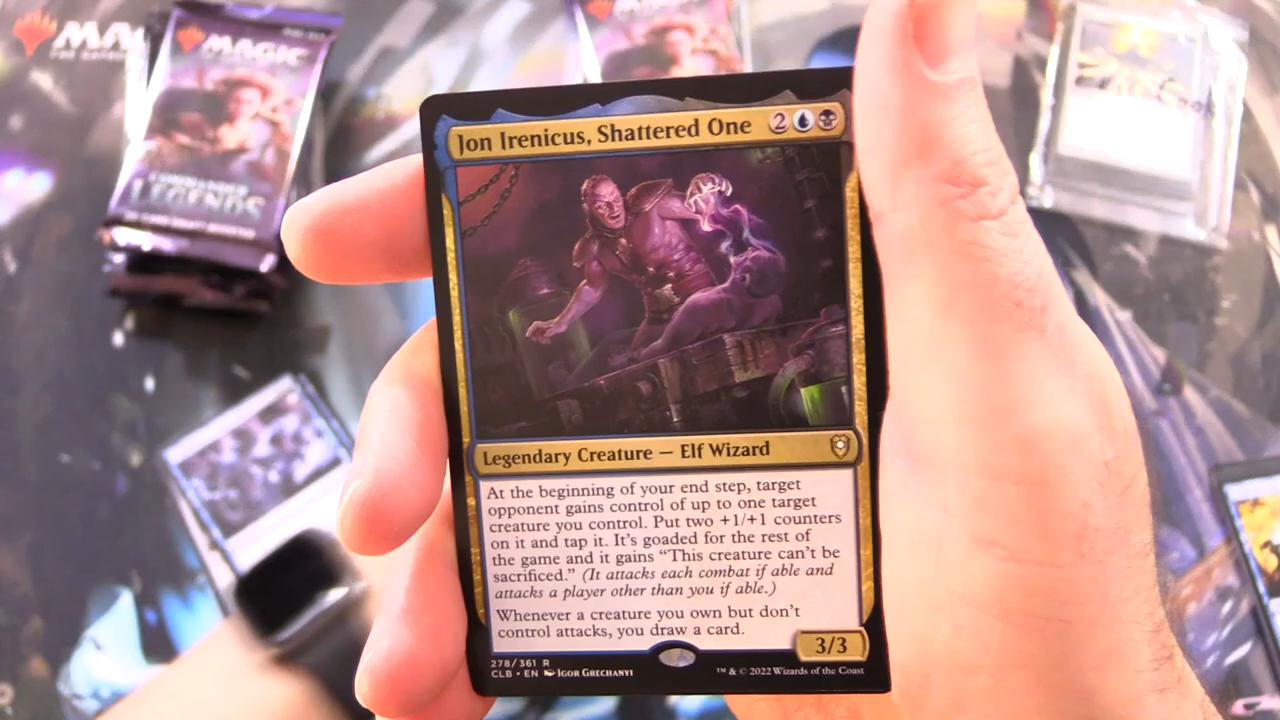 MAGIC
COMMANDER
LEGENDS
Jon Irenicus, Shattered One 2
Legendary Creature — Elf Wizard
At the beginning of your end step, target
opponent gains control of up to one target
creature you control. Put two +1/+1 counters
on it and tap it. It's goaded for the rest of
the game and it gains “This creature can't be
sacrificed.” (It attacks each combat if able and
attacks a player other than you if able.)
Whenever a creature you own but don't
control attacks, you draw a card.
3/3
278/361 R
CLB • EN IGOR GRECHANYI
™ & © 2022 Wizards of the Coast